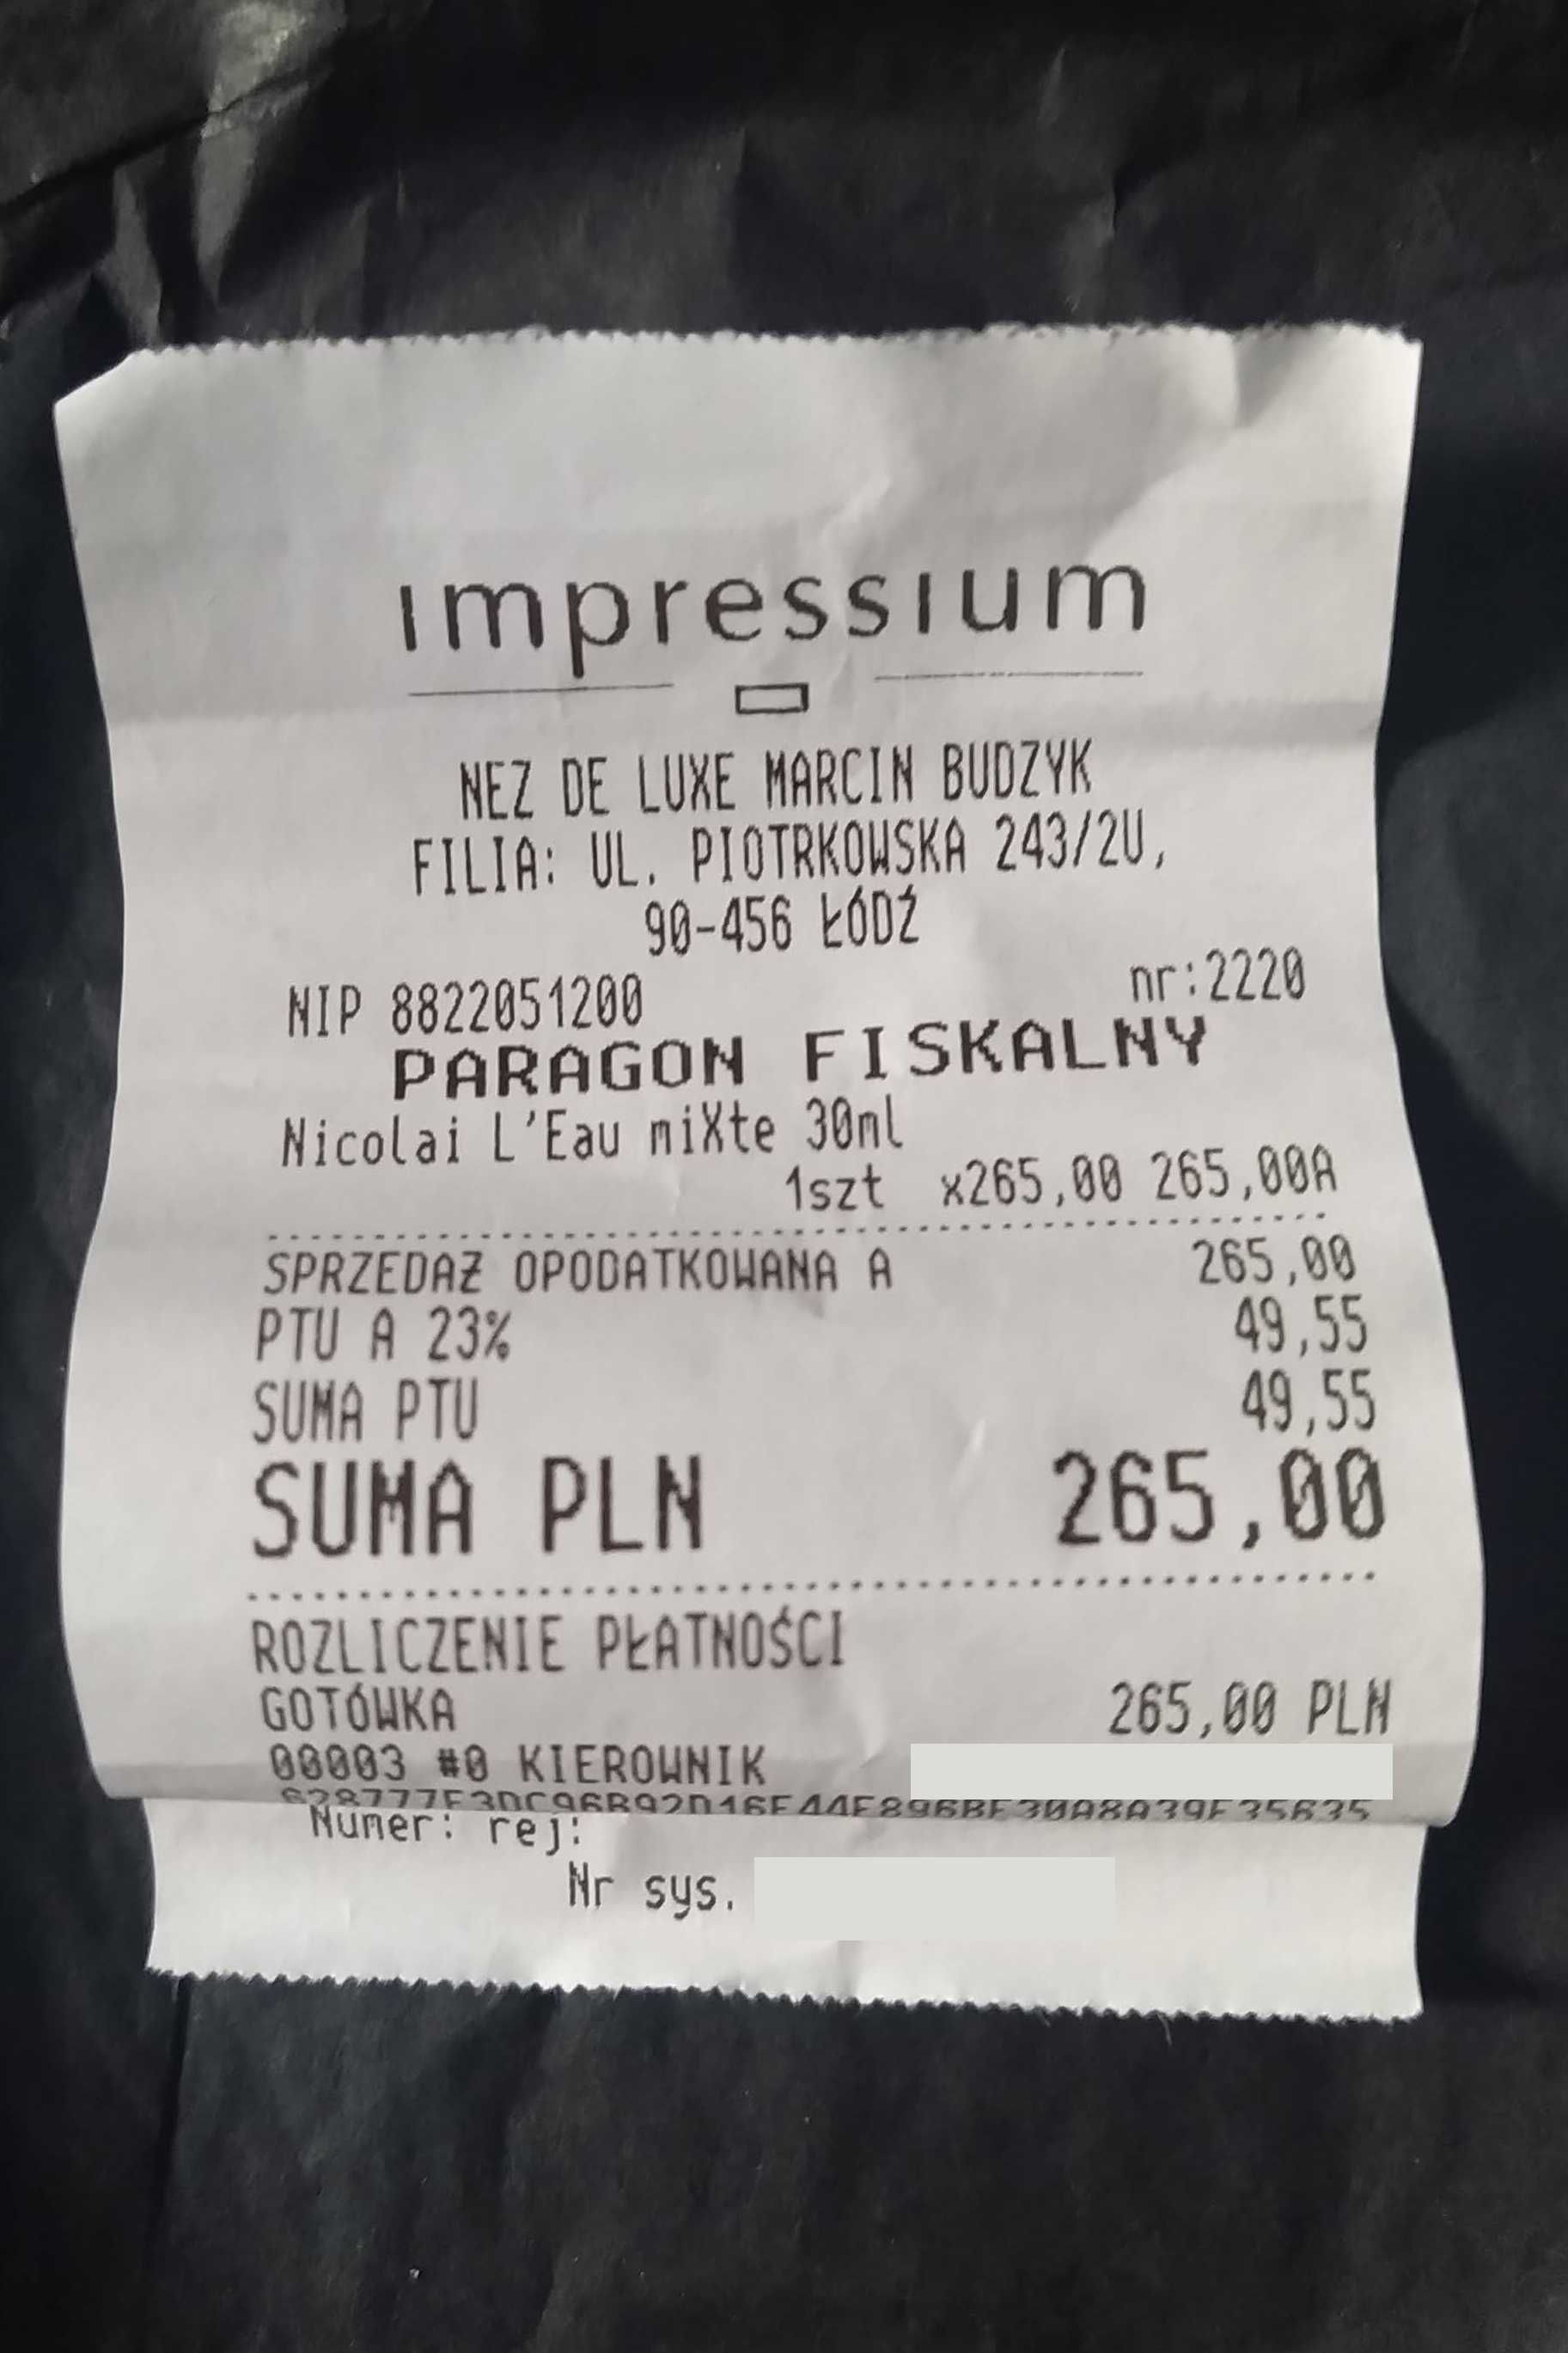 impressium
NEZ DE LUXE MARCIN BUDZYK
FILIA: UL. PIOTRKOWSKA 243/2U,
90-456 ŁÓDŹ
NIP 8822051200 nr:2220
PARAGON FISKALNY
Nicolai L'Eau miXte 30ml
1szt x265,00 265,00A
SPRZEDAŻ OPODATKOWANA A 265,00
PTU A 23% 49,55
SUMA PTU 49,55
SUMA PLN 265,00
ROZLICZENIE PŁATNOŚCI
GOTÓWKA 265,00 PLN
00003 #0 KIEROWNIK
Numer: rej:
Nr sys.